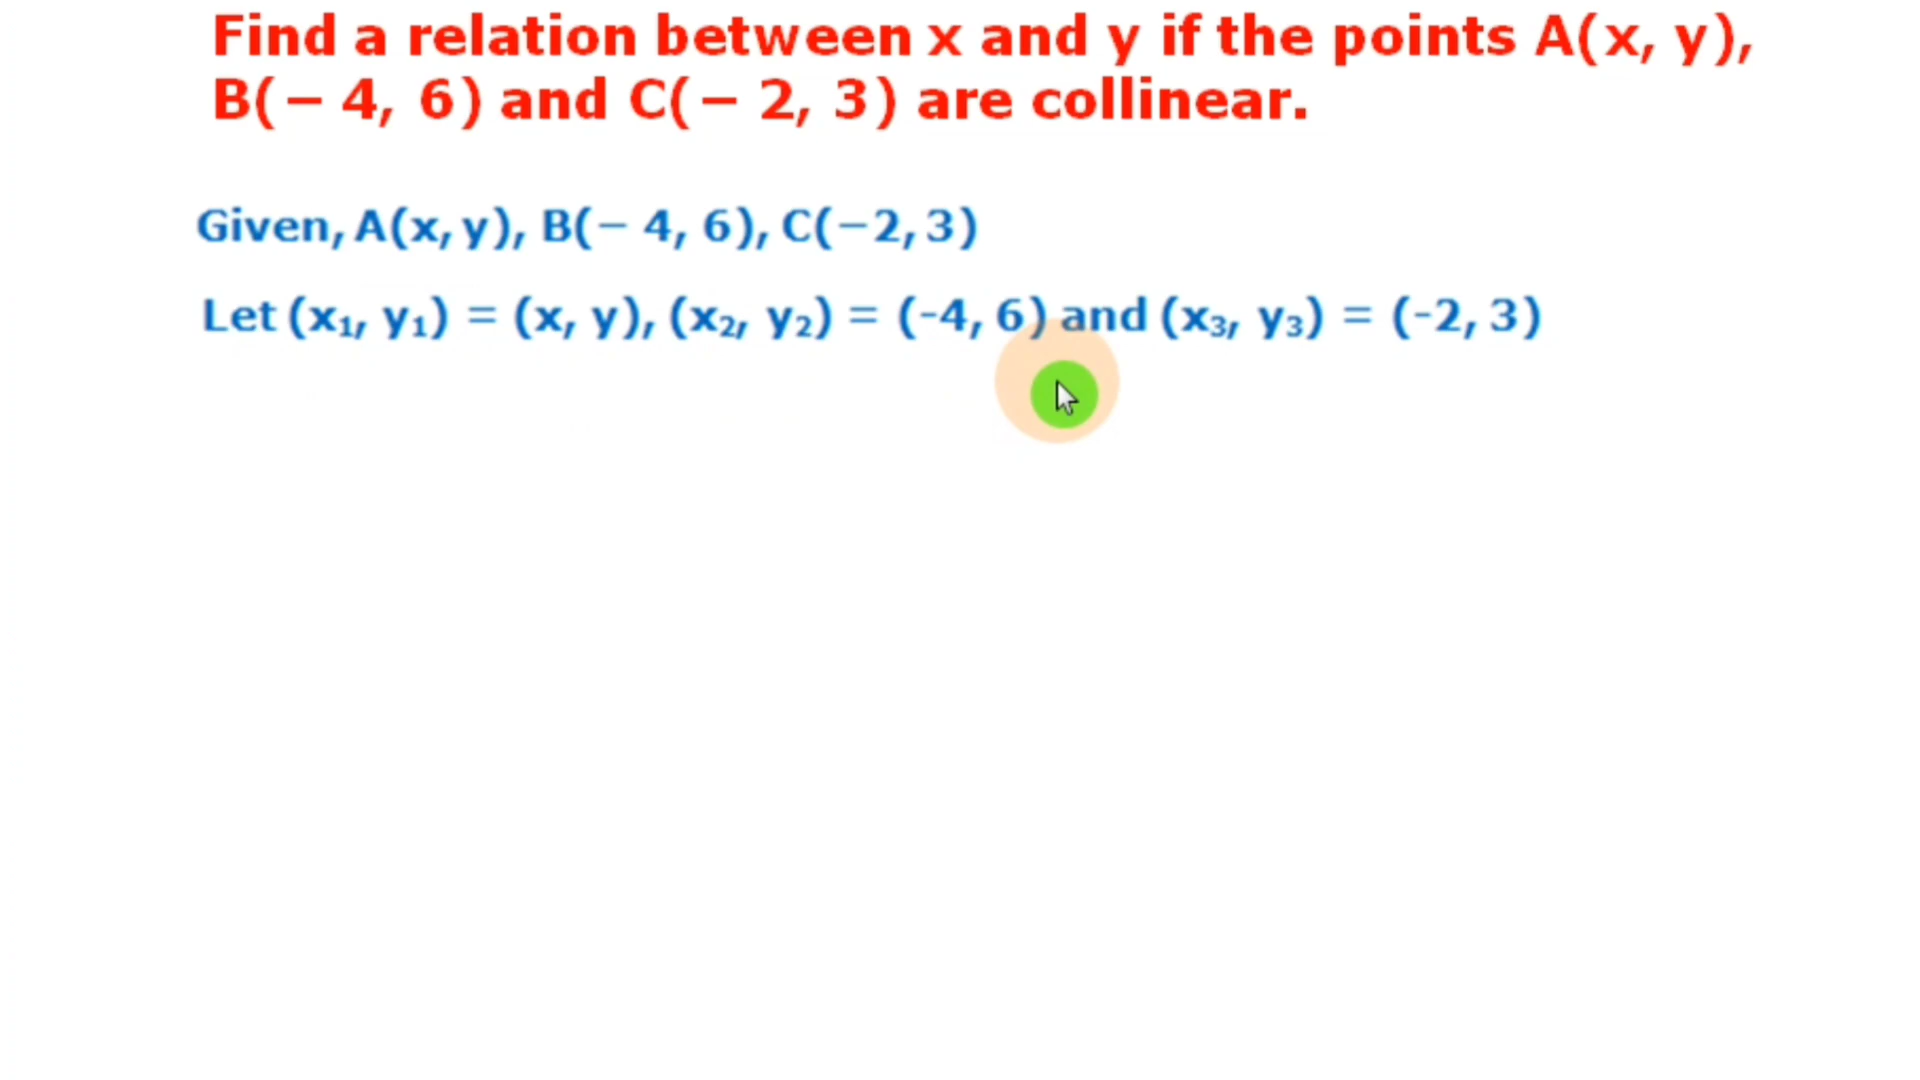 Find a relation between x and y if the points A(x, y),
B(– 4, 6) and C(– 2, 3) are collinear.
Given, A(x, y), B(– 4, 6), C(–2, 3)
Let (x₁, y₁) = (x, y), (x₂, y₂) = (-4, 6) and (x₃, y₃) = (-2, 3)